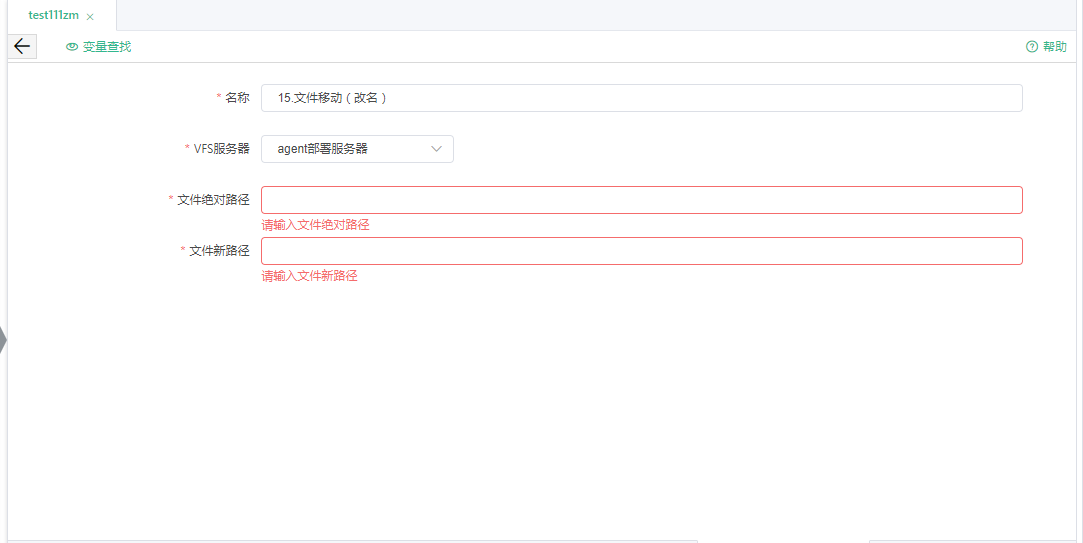 test111zm
变量查找 帮助
* 名称 15.文件移动（改名）
* VFS服务器 agent部署服务器
* 文件绝对路径
请输入文件绝对路径
* 文件新路径
请输入文件新路径